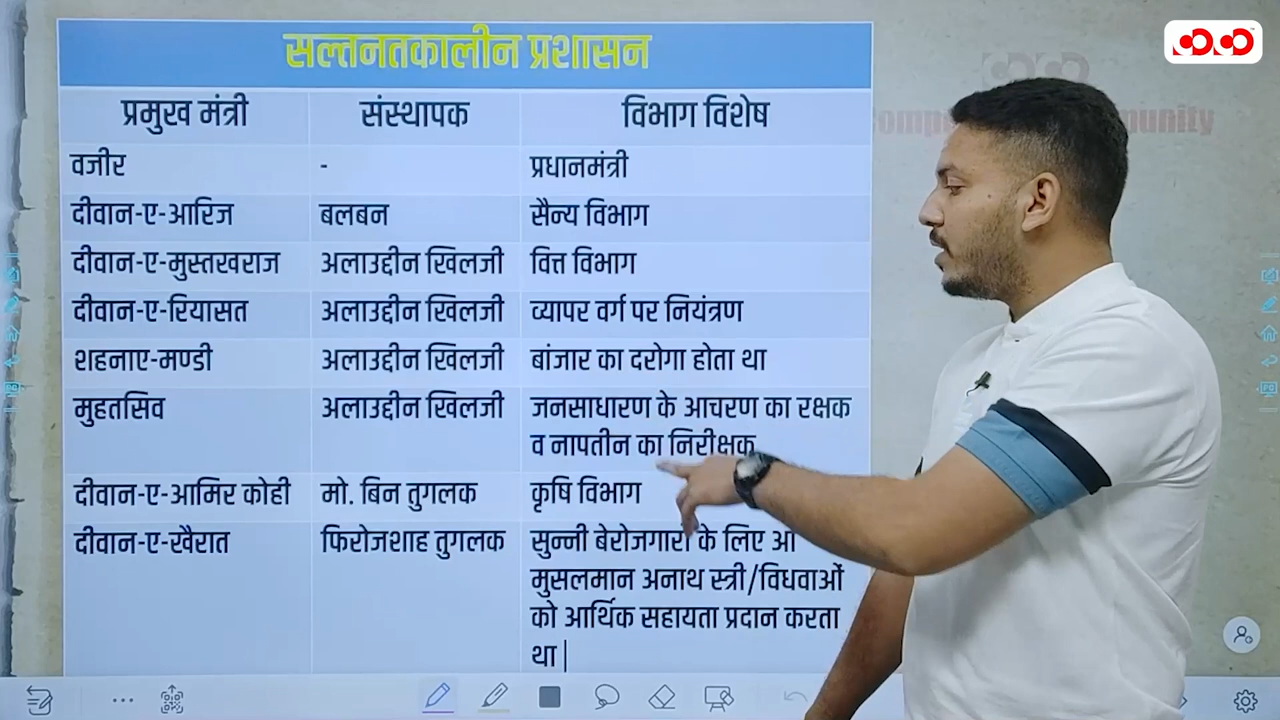 सल्तनतकालीन प्रशासन
प्रमुख मंत्री संस्थापक विभाग विशेष
वजीर - प्रधानमंत्री
दीवान-ए-आरिज बलबन सैन्य विभाग
दीवान-ए-मुस्तखराज अलाउद्दीन खिलजी वित्त विभाग
दीवान-ए-रियासत अलाउद्दीन खिलजी व्यापर वर्ग पर नियंत्रण
शहनाए-मण्डी अलाउद्दीन खिलजी बांजार का दरोगा होता था
मुहतसिव अलाउद्दीन खिलजी जनसाधारण के आचरण का रक्षक
व नापतीन का निरीक्षक
दीवान-ए-आमिर कोही मो. बिन तुगलक कृषि विभाग
दीवान-ए-खैरात फिरोजशाह तुगलक सुन्नी बेरोजगारों के लिए
मुसलमान अनाथ स्त्री/विधवाओं
को आर्थिक सहायता प्रदान करता
था |